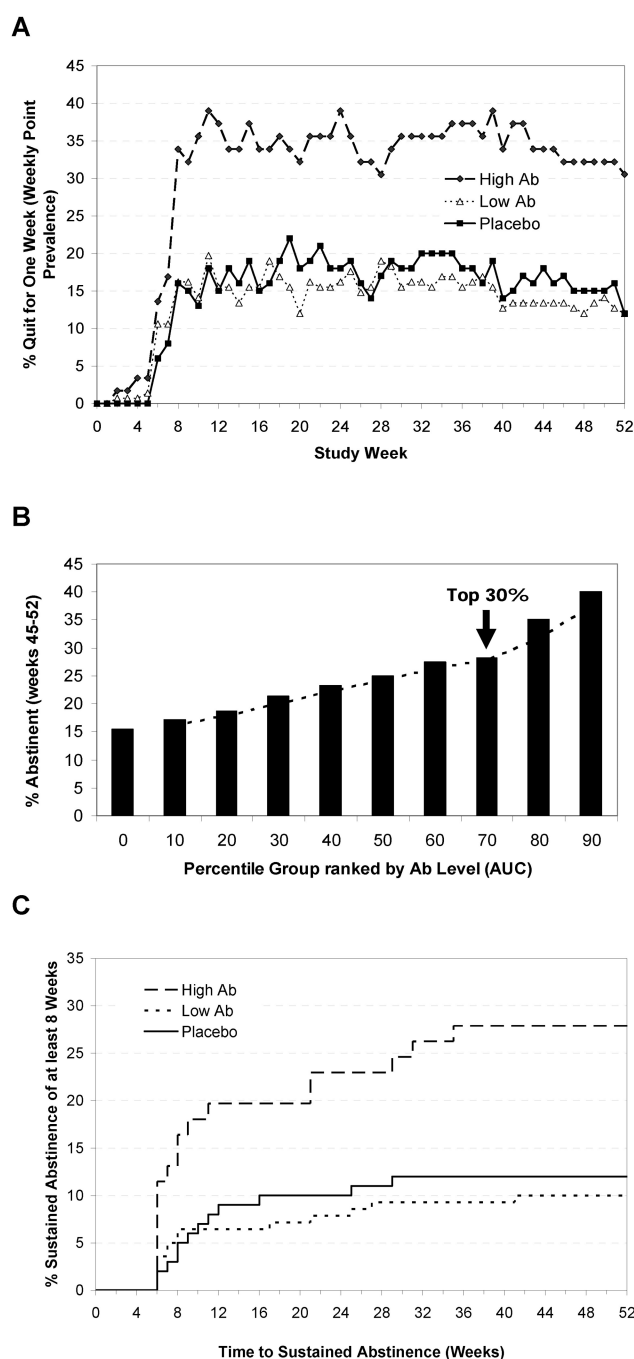 A
45
40
35
30
25
20
15
10
5
0
% Quit for One Week (Weekly Point
Prevalence)
High Ab
Low Ab
Placebo
0 4 8 12 16 20 24 28 32 36 40 44 48 52
Study Week
B
45
40
35
30
25
20
15
10
5
0
% Abstinent (weeks 45-52)
Top 30%
0 10 20 30 40 50 60 70 80 90
Percentile Group ranked by Ab Level (AUC)
C
35
30
25
20
15
10
5
0
% Sustained Abstinence of at least 8 Weeks
High Ab
Low Ab
Placebo
0 4 8 12 16 20 24 28 32 36 40 44 48 52
Time to Sustained Abstinence (Weeks)